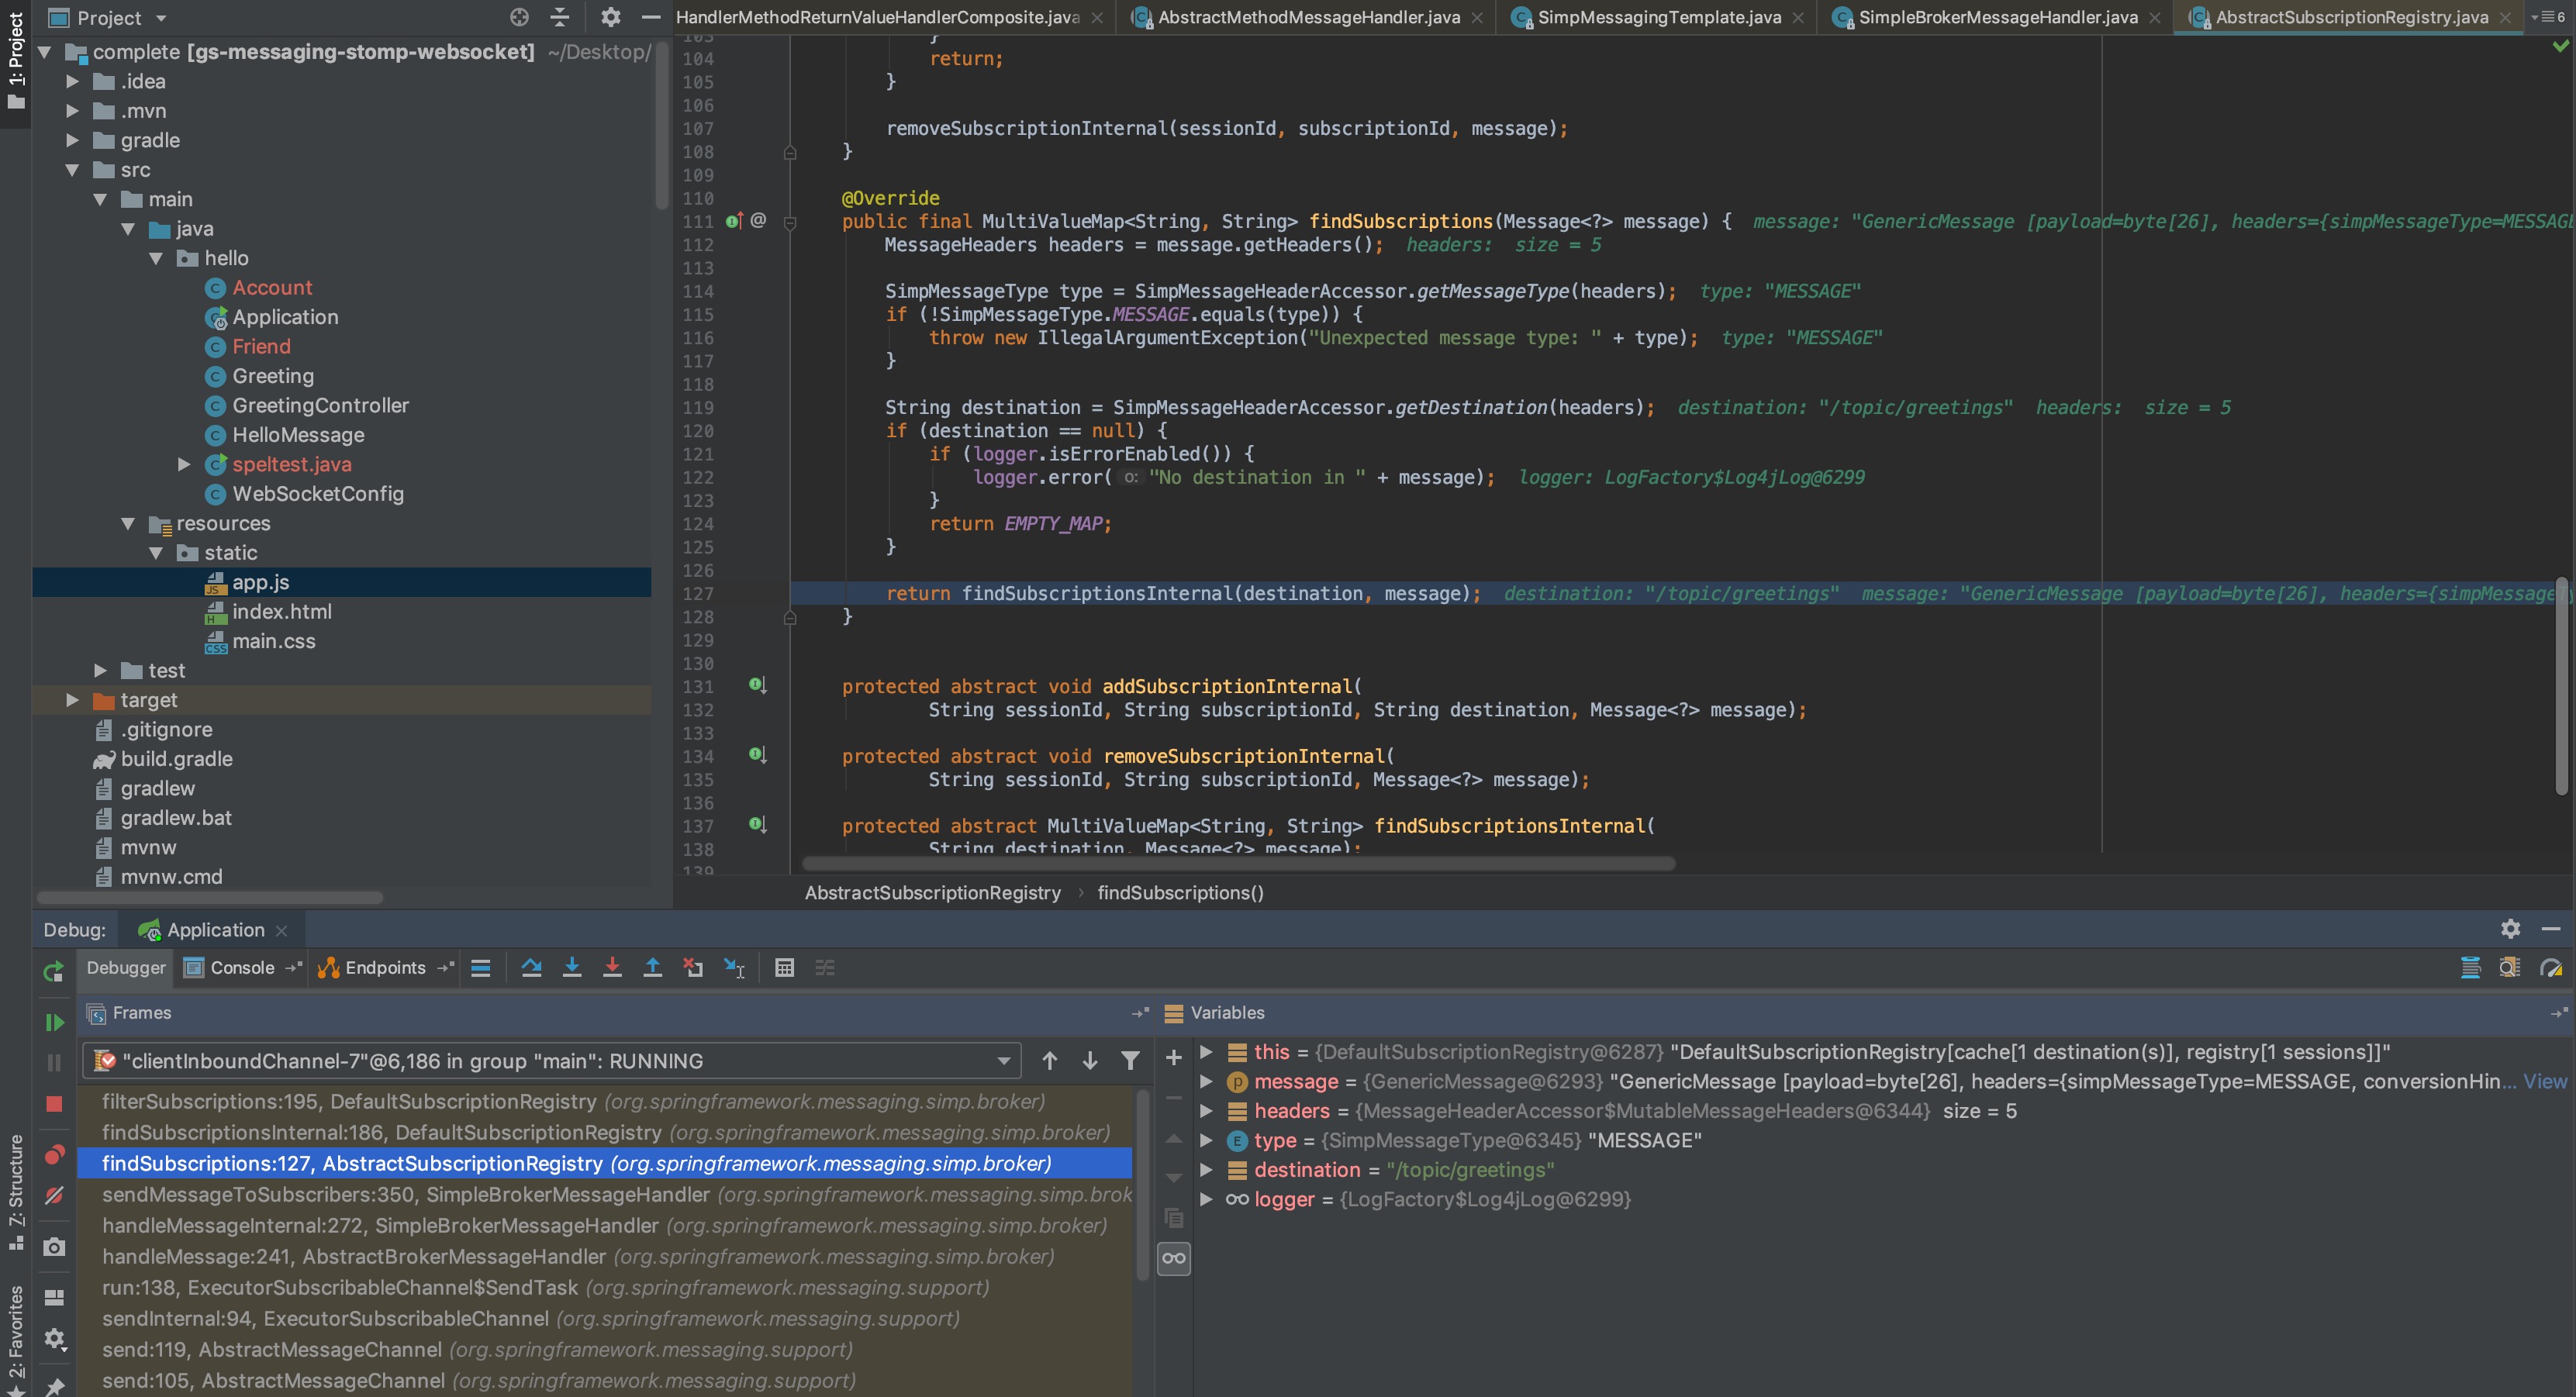 1: Project
Project
complete [gs-messaging-stomp-websocket] ~/Desktop/
.idea
.mvn
gradle
src
main
java
hello
Account
Application
Friend
Greeting
GreetingController
HelloMessage
speltest.java
WebSocketConfig
resources
static
app.js
index.html
main.css
test
target
.gitignore
build.gradle
gradlew
gradlew.bat
mvnw
mvnw.cmd
HandlerMethodReturnValueHandlerComposite.java
AbstractMethodMessageHandler.java
SimpMessagingTemplate.java
SimpleBrokerMessageHandler.java
AbstractSubscriptionRegistry.java
6
103 }
104 return;
105 }
106
107 removeSubscriptionInternal(sessionId, subscriptionId, message);
108 }
109
110 @Override
111 @ public final MultiValueMap<String, String> findSubscriptions(Message<?> message) { message: "GenericMessage [payload=byte[26], headers={simpMessageType=MESSAG
112 MessageHeaders headers = message.getHeaders(); headers: size = 5
113
114 SimpMessageType type = SimpMessageHeaderAccessor.getMessageType(headers); type: "MESSAGE"
115 if (!SimpMessageType.MESSAGE.equals(type)) {
116 throw new IllegalArgumentException("Unexpected message type: " + type); type: "MESSAGE"
117 }
118
119 String destination = SimpMessageHeaderAccessor.getDestination(headers); destination: "/topic/greetings" headers: size = 5
120 if (destination == null) {
121 if (logger.isErrorEnabled()) {
122 logger.error( o: "No destination in " + message); logger: LogFactory$Log4jLog@6299
123 }
124 return EMPTY_MAP;
125 }
126
127 return findSubscriptionsInternal(destination, message); destination: "/topic/greetings" message: "GenericMessage [payload=byte[26], headers={simpMessage
128 }
129
130
131 protected abstract void addSubscriptionInternal(
132 String sessionId, String subscriptionId, String destination, Message<?> message);
133
134 protected abstract void removeSubscriptionInternal(
135 String sessionId, String subscriptionId, Message<?> message);
136
137 protected abstract MultiValueMap<String, String> findSubscriptionsInternal(
138 String destination, Message<?> message);
139
AbstractSubscriptionRegistry › findSubscriptions()
Debug: Application
Debugger Console Endpoints
Frames
"clientInboundChannel-7"@6,186 in group "main": RUNNING
filterSubscriptions:195, DefaultSubscriptionRegistry (org.springframework.messaging.simp.broker)
findSubscriptionsInternal:186, DefaultSubscriptionRegistry (org.springframework.messaging.simp.broker)
findSubscriptions:127, AbstractSubscriptionRegistry (org.springframework.messaging.simp.broker)
sendMessageToSubscribers:350, SimpleBrokerMessageHandler (org.springframework.messaging.simp.brok
handleMessageInternal:272, SimpleBrokerMessageHandler (org.springframework.messaging.simp.broker)
handleMessage:241, AbstractBrokerMessageHandler (org.springframework.messaging.simp.broker)
run:138, ExecutorSubscribableChannel$SendTask (org.springframework.messaging.support)
sendInternal:94, ExecutorSubscribableChannel (org.springframework.messaging.support)
send:119, AbstractMessageChannel (org.springframework.messaging.support)
send:105, AbstractMessageChannel (org.springframework.messaging.support)
Variables
this = {DefaultSubscriptionRegistry@6287} "DefaultSubscriptionRegistry[cache[1 destination(s)], registry[1 sessions]]"
message = {GenericMessage@6293} "GenericMessage [payload=byte[26], headers={simpMessageType=MESSAGE, conversionHin... View
headers = {MessageHeaderAccessor$MutableMessageHeaders@6344} size = 5
type = {SimpMessageType@6345} "MESSAGE"
destination = "/topic/greetings"
logger = {LogFactory$Log4jLog@6299}
7: Structure
2: Favorites